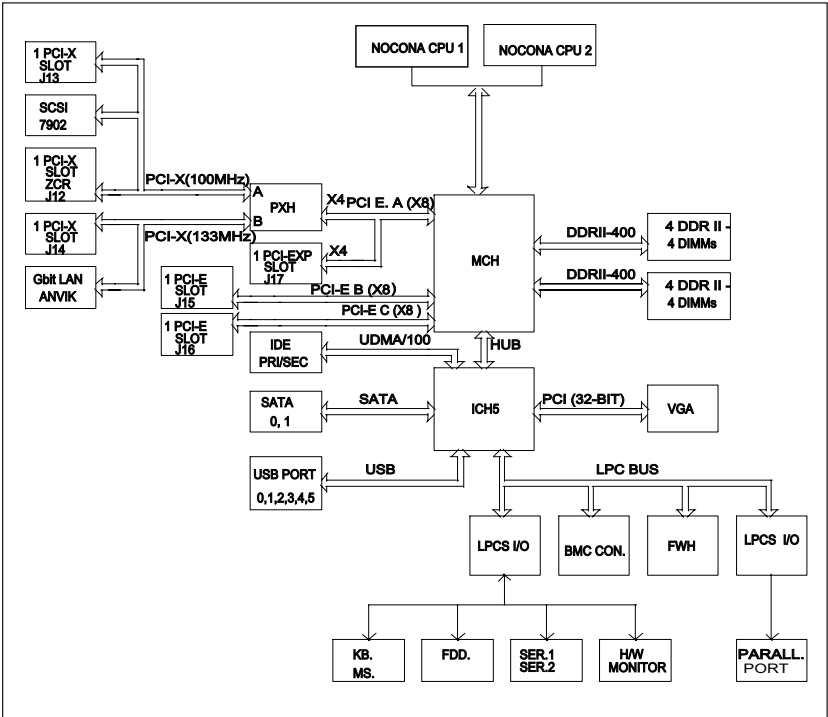 NOCONA CPU 1
NOCONA CPU 2
1 PCI-X
SLOT
J13
SCSI
7902
1 PCI-X
SLOT
ZCR
J12
1 PCI-X
SLOT
J14
Gbit LAN
ANVIK
PCI-X(100MHz)
PCI-X(133MHz)
A
PXH
B
X4
PCI E. A (X8)
X4
1 PCI-EXP
SLOT
J17
1 PCI-E
SLOT
J15
PCI-E B (X8)
1 PCI-E
SLOT
J16
PCI-E C (X8 )
MCH
DDRII-400
4 DDR II -
4 DIMMs
DDRII-400
4 DDR II -
4 DIMMs
IDE
PRI/SEC
UDMA/100
HUB
SATA
0, 1
SATA
ICH5
PCI (32-BIT)
VGA
USB PORT
0,1,2,3,4,5
USB
LPC BUS
LPCS I/O
BMC CON.
FWH
LPCS I/O
KB.
MS.
FDD.
SER.1
SER.2
H/W
MONITOR
PARALL.
PORT